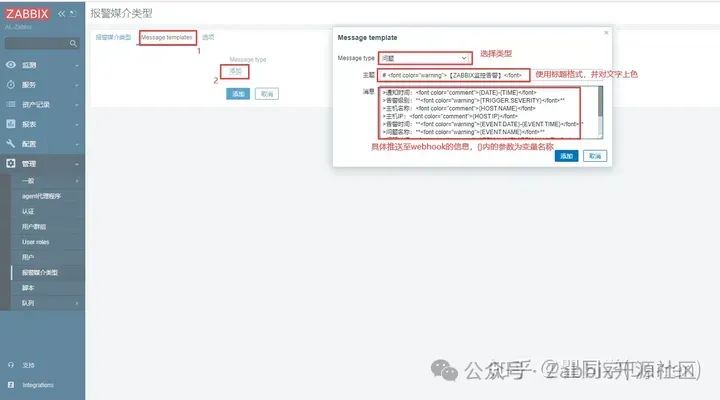 ZABBIX
AL-Zabbix
监测
服务
资产记录
报表
配置
管理
一般
agent代理程序
认证
用户群组
User roles
用户
报警媒介类型
脚本
队列
支持
Integrations
报警媒介类型
报警媒介类型 Message templates 选项
1
Message type
2 添加
添加 取消
Message template
Message type 问题 选择类型
主题 # <font color="warning">【ZABBIX监控告警】</font> 使用标题格式，并对文字上色
消息 >通知时间：<font color="comment">{DATE}-{TIME}</font>
>告警级别：**<font color="warning">{TRIGGER.SEVERITY}</font>**
>主机名称：<font color="comment">{HOST.NAME}</font>
>主机IP：<font color="comment">{HOST.IP}</font>
>告警时间：**<font color="warning">{EVENT.DATE}-{EVENT.TIME}</font>**
>问题名称：**<font color="warning">{EVENT.NAME}</font>**
具体推送至webhook的信息，{}内的参数为变量名称
添加 取消
公众号 · Zabbix开源社区